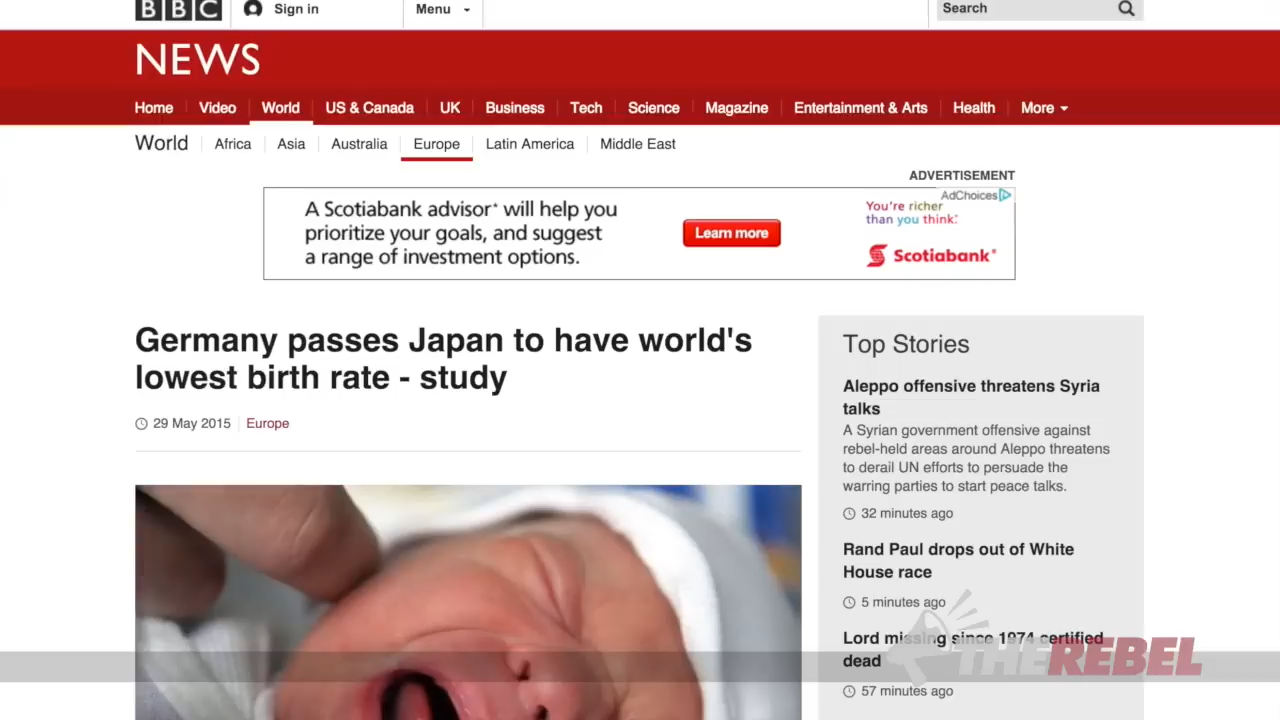 BBC Sign in Menu Search
NEWS
Home Video World US & Canada UK Business Tech Science Magazine Entertainment & Arts Health More
World Africa Asia Australia Europe Latin America Middle East
ADVERTISEMENT
AdChoices
A Scotiabank advisor* will help you
prioritize your goals, and suggest
a range of investment options.
Learn more
You're richer
than you think.*
Scotiabank*
Germany passes Japan to have world's
lowest birth rate - study
29 May 2015 Europe
Top Stories
Aleppo offensive threatens Syria
talks
A Syrian government offensive against
rebel-held areas around Aleppo threatens
to derail UN efforts to persuade the
warring parties to start peace talks.
32 minutes ago
Rand Paul drops out of White
House race
5 minutes ago
Lord missing since 1974 certified
dead
57 minutes ago
THEREBEL